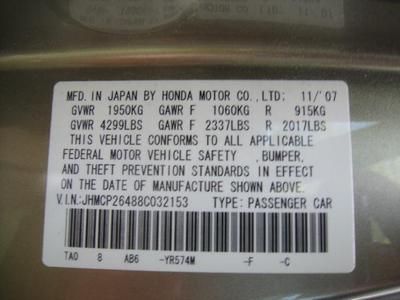 MFD. IN JAPAN BY HONDA MOTOR CO., LTD; 11/'07
GVWR 1950KG GAWR F 1060KG R 915KG
GVWR 4299LBS GAWR F 2337LBS R 2017LBS
THIS VEHICLE CONFORMS TO ALL APPLICABLE
FEDERAL MOTOR VEHICLE SAFETY ,BUMPER,
AND THEFT PREVENTION STANDARDS IN EFFECT
ON THE DATE OF MANUFACTURE SHOWN ABOVE.
V.I.N.:JHMCP26488C032153 TYPE: PASSENGER CAR
TA0 8 AB6 -YR574M -F -C